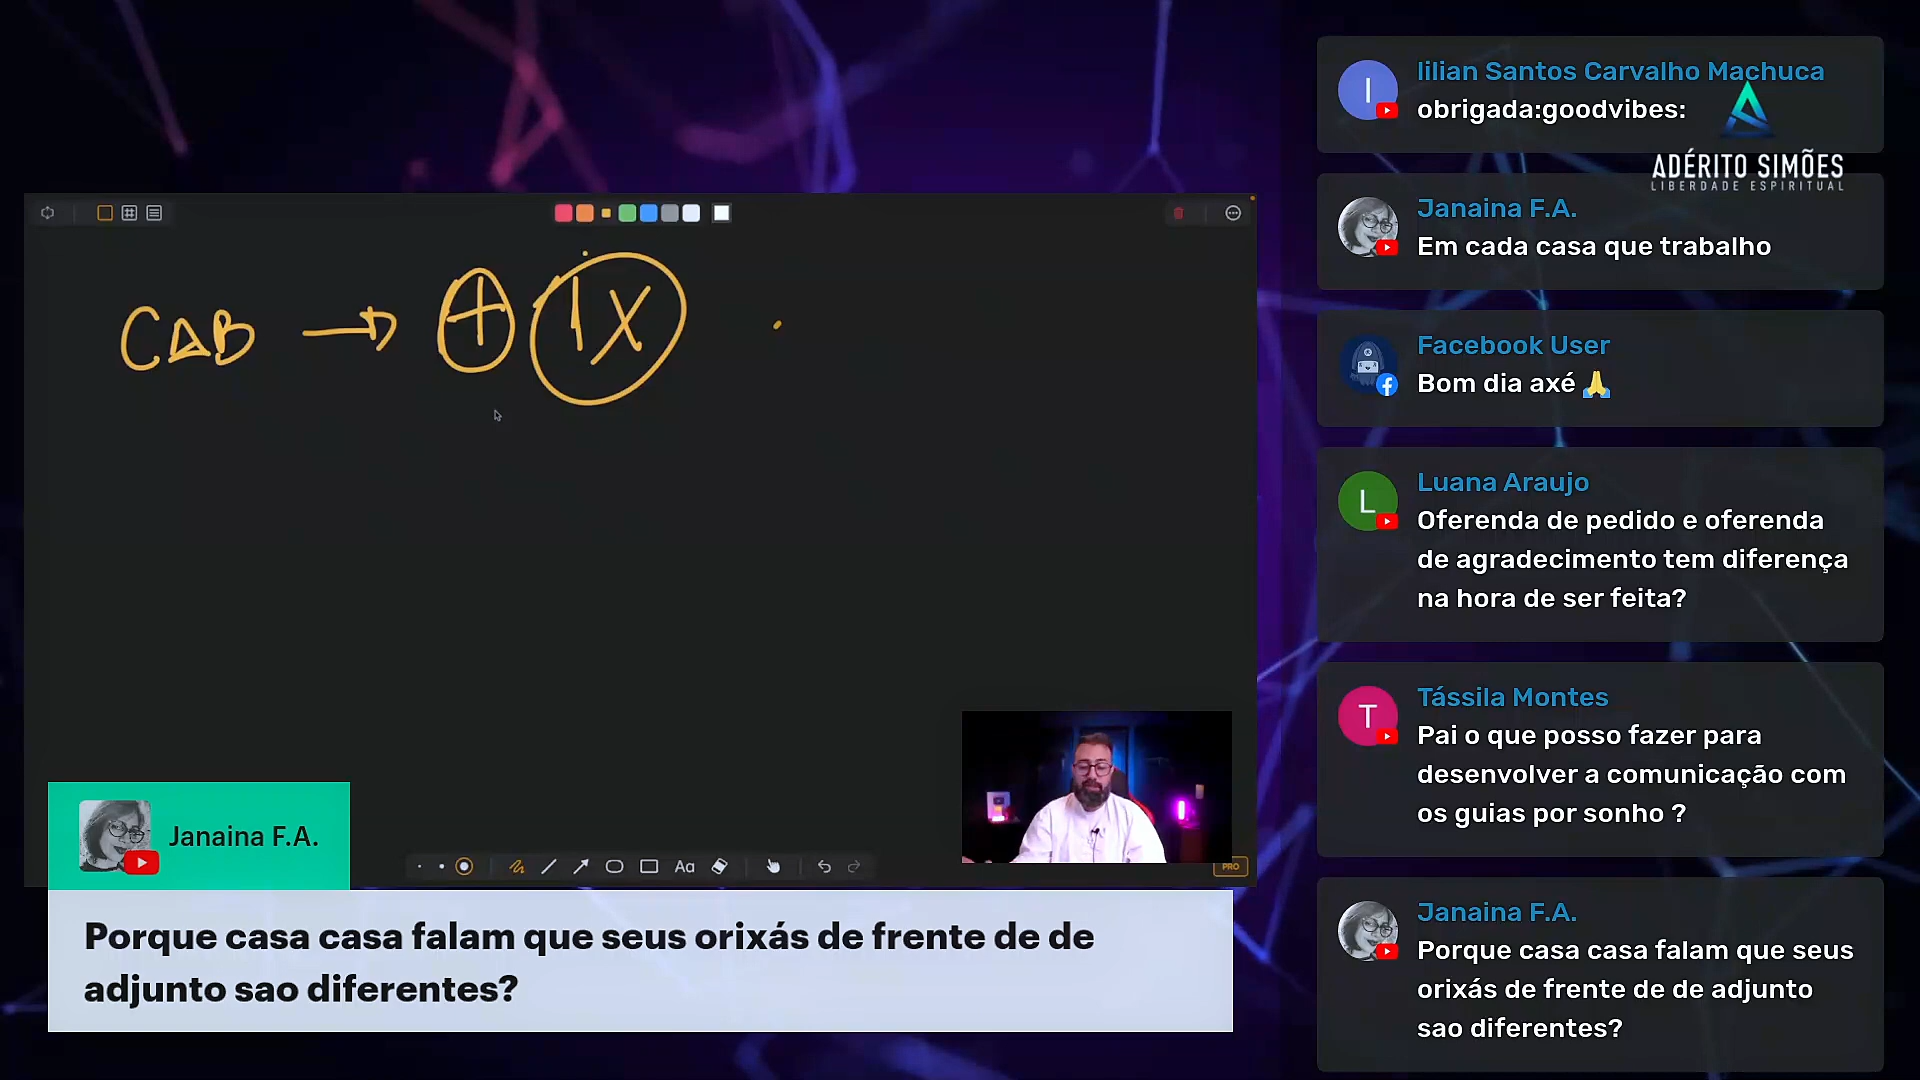 CAB → + 1X
Aa
PRO
Janaina F.A.
Porque casa casa falam que seus orixás de frente de de
adjunto sao diferentes?
I
lilian Santos Carvalho Machuca
obrigada:goodvibes:
ADÉRITO SIMÕES
LIBERDADE ESPIRITUAL
Janaina F.A.
Em cada casa que trabalho
Facebook User
Bom dia axé 🙏
L
Luana Araujo
Oferenda de pedido e oferenda
de agradecimento tem diferença
na hora de ser feita?
T
Tássila Montes
Pai o que posso fazer para
desenvolver a comunicação com
os guias por sonho ?
Janaina F.A.
Porque casa casa falam que seus
orixás de frente de de adjunto
sao diferentes?